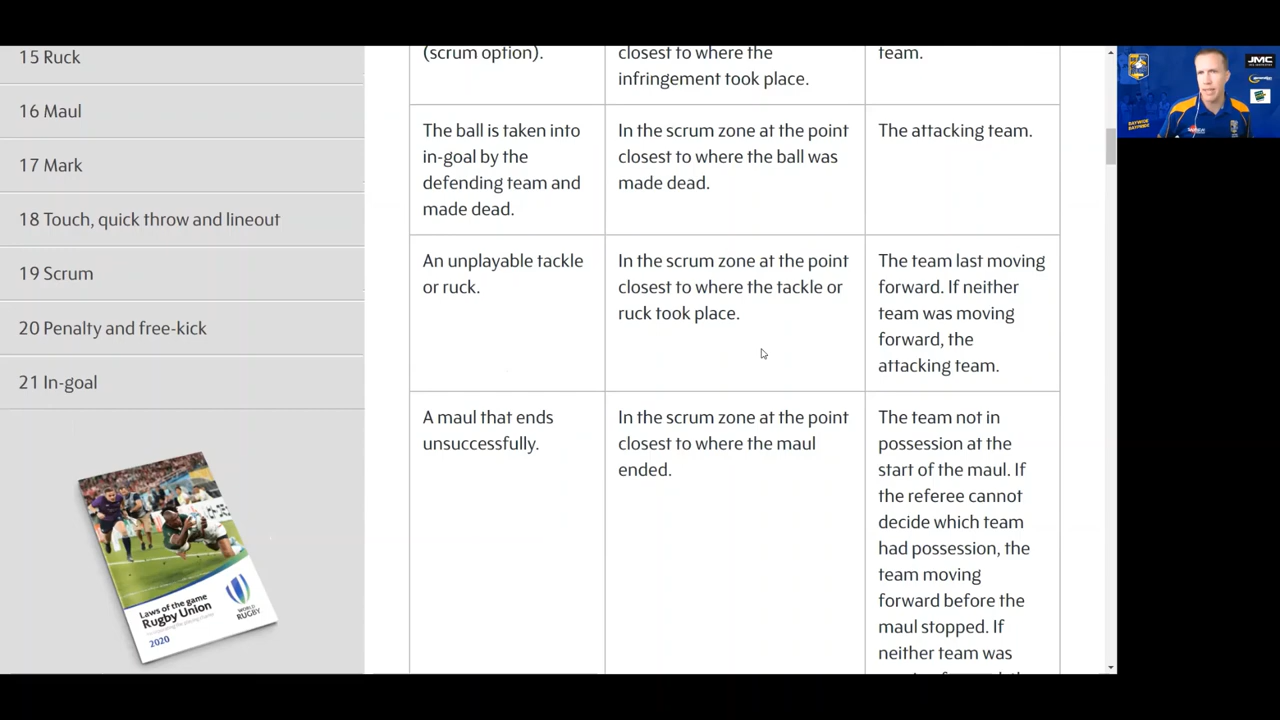 15 Ruck
16 Maul
17 Mark
18 Touch, quick throw and lineout
19 Scrum
20 Penalty and free-kick
21 In-goal
Laws of the game
Rugby Union
2020
WORLD
RUGBY
(scrum option).
closest to where the
infringement took place.
team.
The ball is taken into
in-goal by the
defending team and
made dead.
In the scrum zone at the point
closest to where the ball was
made dead.
The attacking team.
An unplayable tackle
or ruck.
In the scrum zone at the point
closest to where the tackle or
ruck took place.
The team last moving
forward. If neither
team was moving
forward, the
attacking team.
A maul that ends
unsuccessfully.
In the scrum zone at the point
closest to where the maul
ended.
The team not in
possession at the
start of the maul. If
the referee cannot
decide which team
had possession, the
team moving
forward before the
maul stopped. If
neither team was
JMC